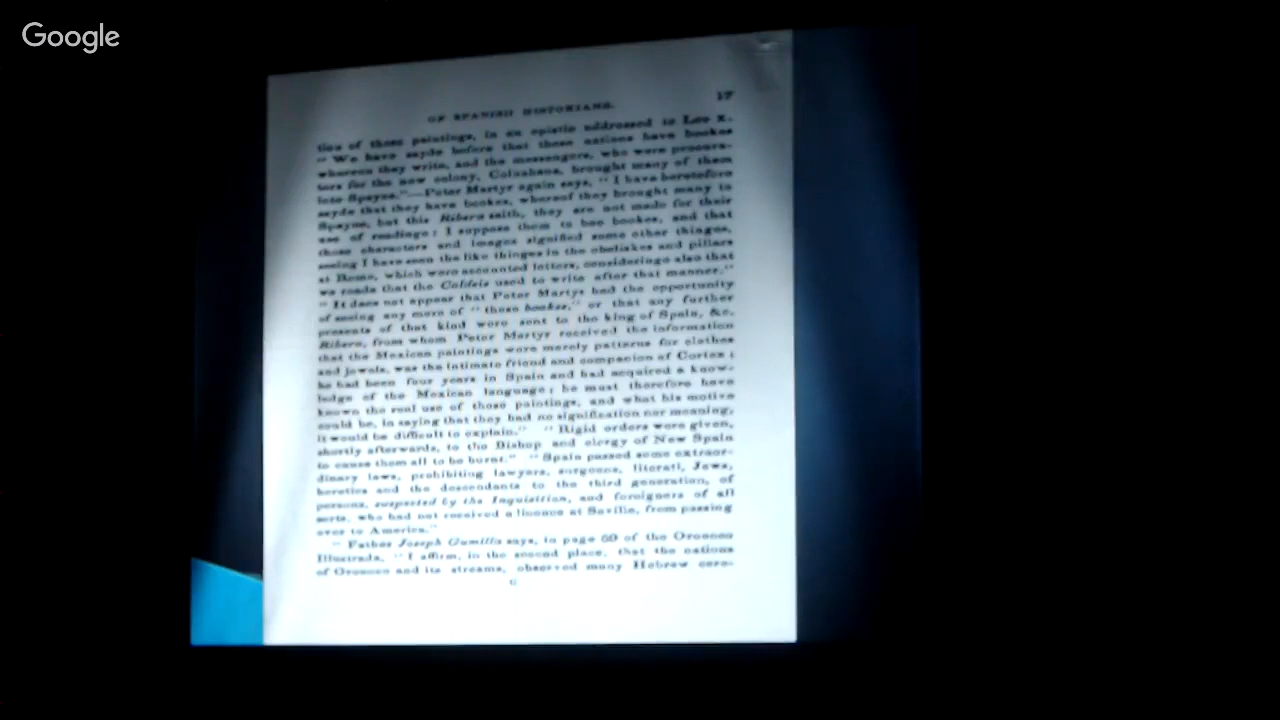 Google
17
OF SPANISH HISTORIANS.
tion of those paintings, in an epistle addressed to Leo X.
"We have sayde before that these nations have bookes
whereon they write, and the messengers, who were procura-
tors for the new colony, Coluakana, brought many of them
into Spayne."—Peter Martyr again says, "I have heretofore
sayde that they have bookes, whereof they brought many to
Spayne, but this Ribera saith, they are not made for their
use of readinge: I suppose them to bee bookes, and that
those characters and images signified some other thinges,
seeing I have seen the like thinges in the obeliskes and pillars
at Rome, which were accounted letters, consideringe also that
we reade that the Caldeis used to write after that manner."
"It does not appear that Peter Martyr had the opportunity
of seeing any more of "those bookes," or that any further
presents of that kind were sent to the king of Spain, &c.
Ribera, from whom Peter Martyr received the information
that the Mexican paintings were merely patterns for clothes
and jewels, was the intimate friend and companion of Cortez;
he had been four years in Spain and had acquired a know-
ledge of the Mexican language; he must therefore have
known the real use of those paintings, and what his motive
could be, in saying that they had no signification nor meaning,
it would be difficult to explain." "Rigid orders were given,
shortly afterwards, to the Bishop and clergy of New Spain
to cause them all to be burnt." "Spain passed some extraor-
dinary laws, prohibiting lawyers, surgeons, literati, Jews,
heretics and the descendants to the third generation, of
persons, suspected by the Inquisition, and foreigners of all
sorts, who had not received a licence at Seville, from passing
over to America."
"Father Joseph Gumilla says, in page 59 of the Oronoco
Illustrada, "I affirm, in the second place, that the nations
of Oronoco and its streams, observed many Hebrew cere-